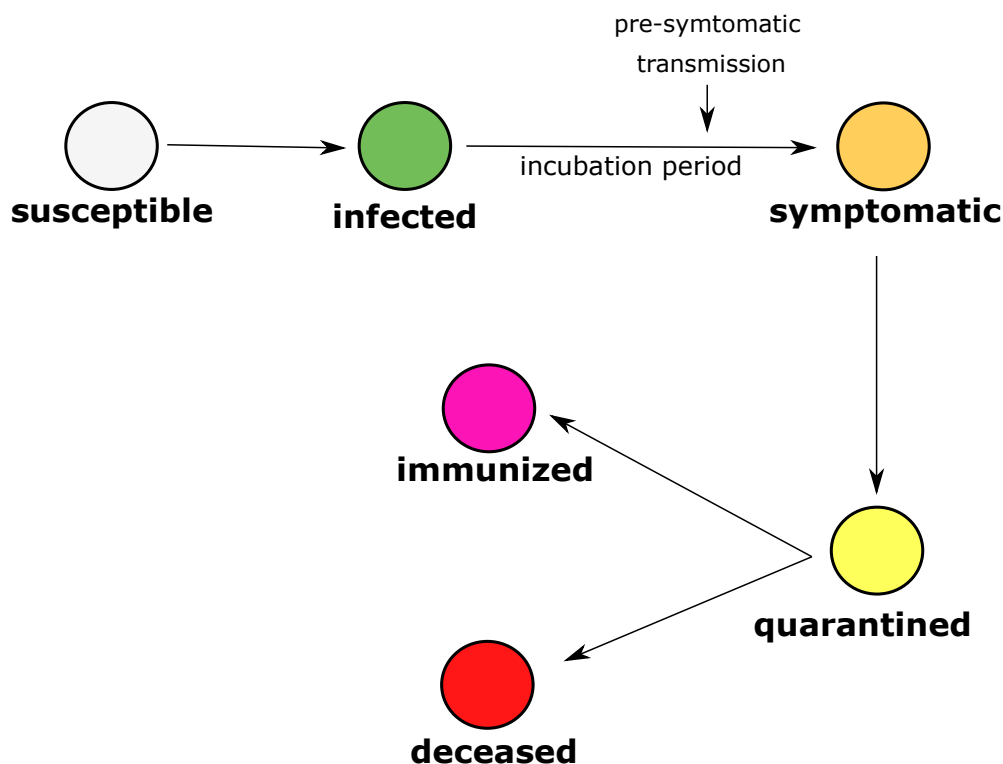 pre-symtomatic
transmission
incubation period
susceptible
infected
symptomatic
immunized
quarantined
deceased